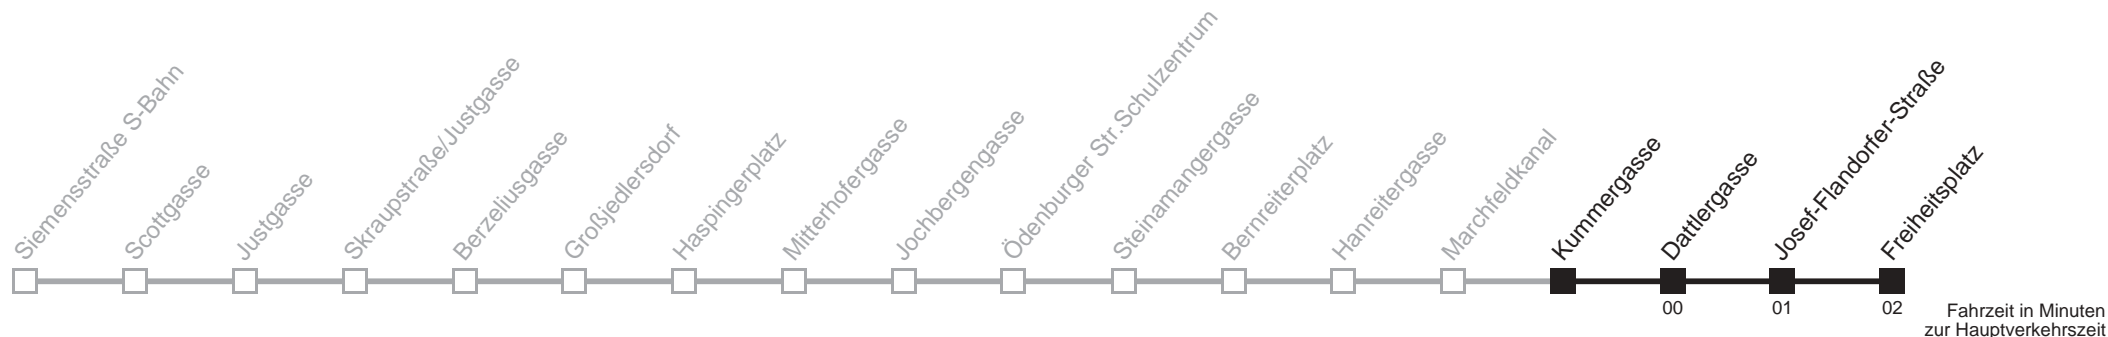 Siemensstraße S-Bahn
Scottgasse
Justgasse
Skraupstraße/Justgasse
Berzeliusgasse
Großjedlersdorf
Haspingerplatz
Mitterhofergasse
Jochbergengasse
Ödenburger Str.Schulzentrum
Steinamangergasse
Bernreiterplatz
Hanreitergasse
Marchfeldkanal
Kummergasse
Dattlergasse
Josef-Flandorfer-Straße
Freiheitsplatz
00
01
02
Fahrzeit in Minuten
zur Hauptverkehrszeit